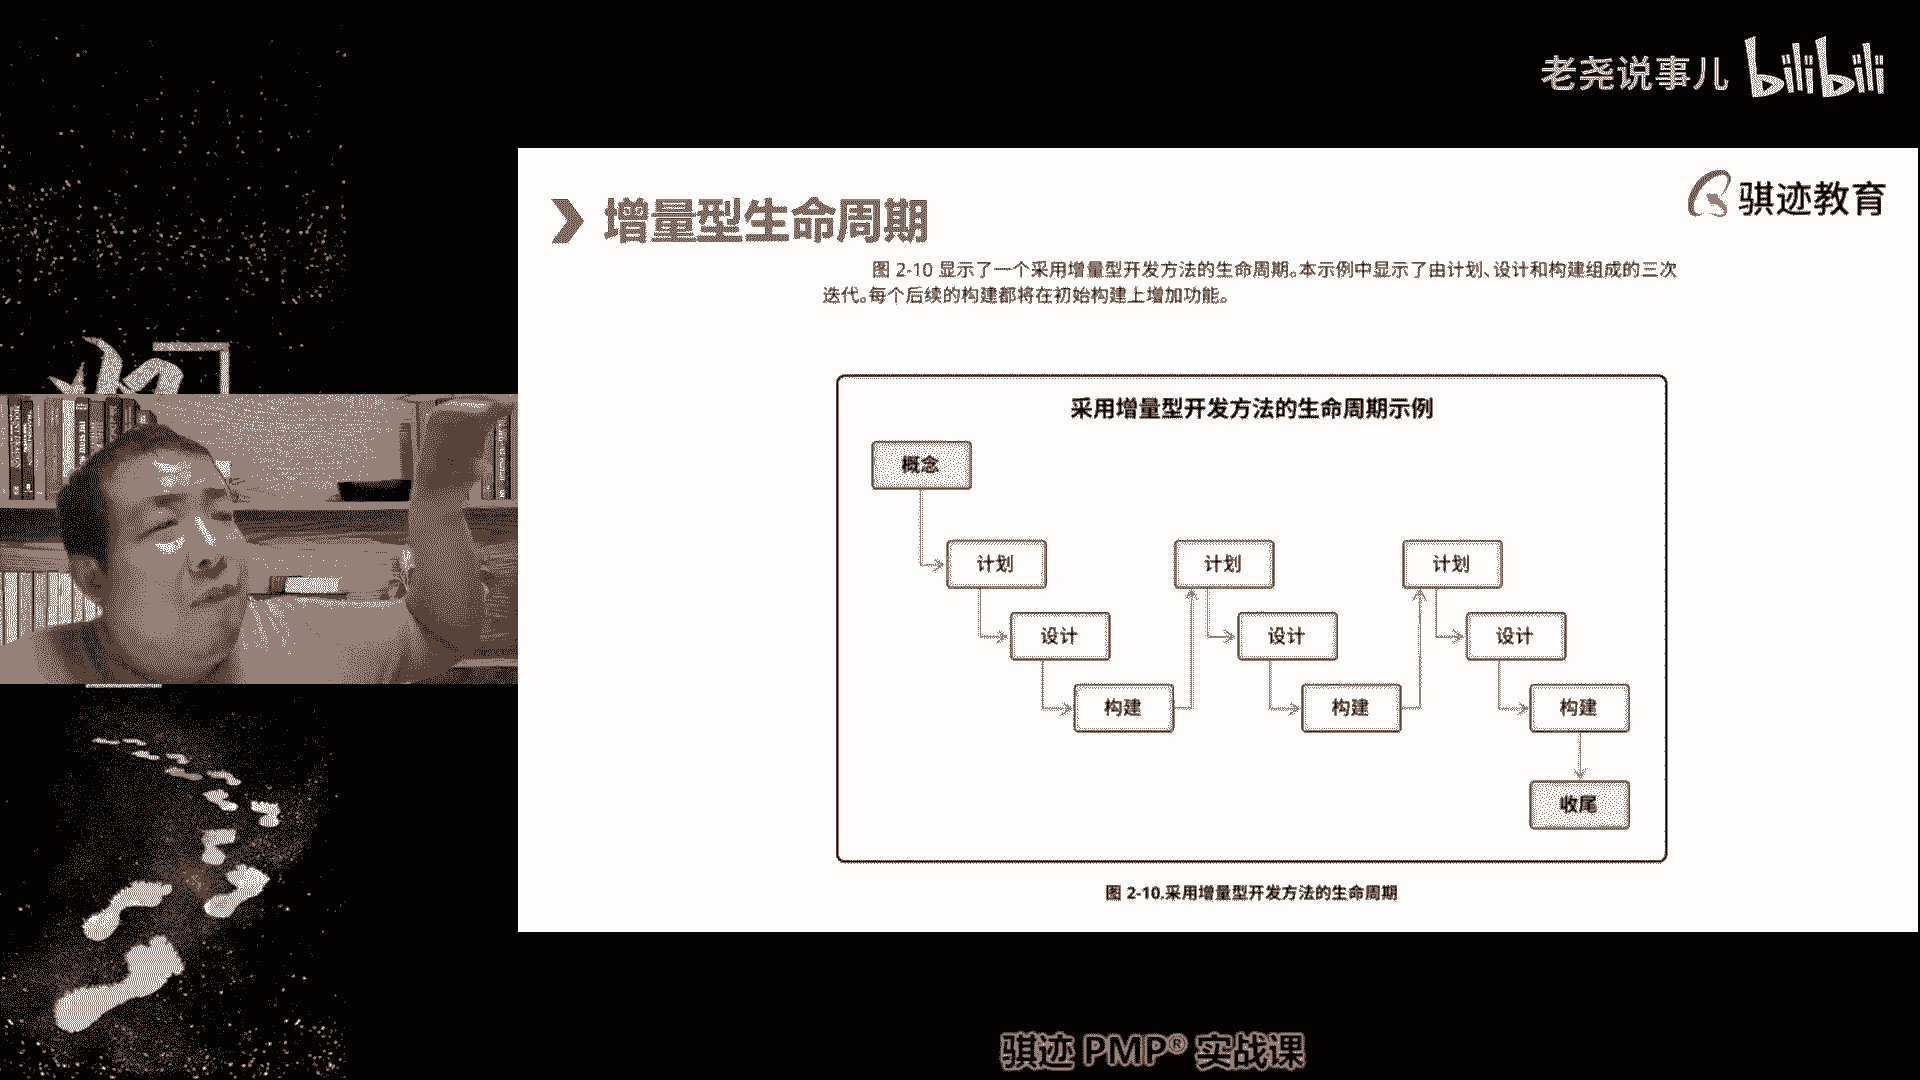 老尧说事儿 bilibili
骐迹教育
增量型生命周期
图 2-10 显示了一个采用增量型开发方法的生命周期。本示例中显示了由计划、设计和构建组成的三次
迭代。每个后续的构建都将在初始构建上增加功能。
采用增量型开发方法的生命周期示例
概念
计划
计划
计划
设计
设计
设计
构建
构建
构建
收尾
图 2-10.采用增量型开发方法的生命周期
骐迹 PMP® 实战课